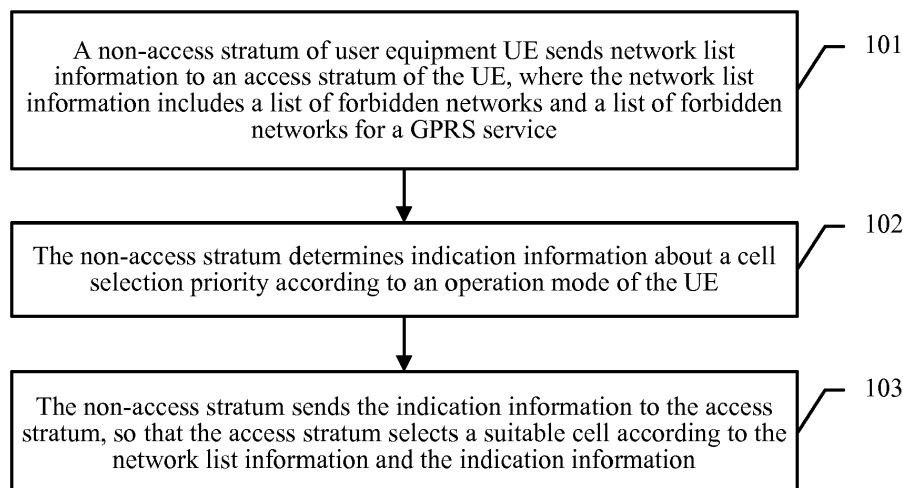 A non-access stratum of user equipment UE sends network list
information to an access stratum of the UE, where the network list
information includes a list of forbidden networks and a list of forbidden
networks for a GPRS service
101
The non-access stratum determines indication information about a cell
selection priority according to an operation mode of the UE
102
The non-access stratum sends the indication information to the access
stratum, so that the access stratum selects a suitable cell according to the
network list information and the indication information
103